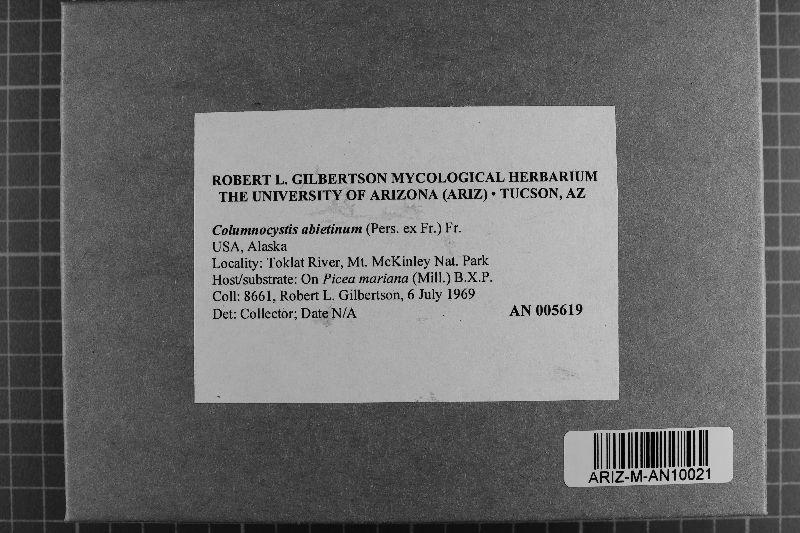 ROBERT L. GILBERTSON MYCOLOGICAL HERBARIUM
THE UNIVERSITY OF ARIZONA (ARIZ) • TUCSON, AZ
Columnocystis abietinum (Pers. ex Fr.) Fr.
USA, Alaska
Locality: Toklat River, Mt. McKinley Nat. Park
Host/substrate: On Picea mariana (Mill.) B.X.P.
Coll: 8661, Robert L. Gilbertson, 6 July 1969
Det: Collector; Date N/A AN 005619
ARIZ-M-AN10021